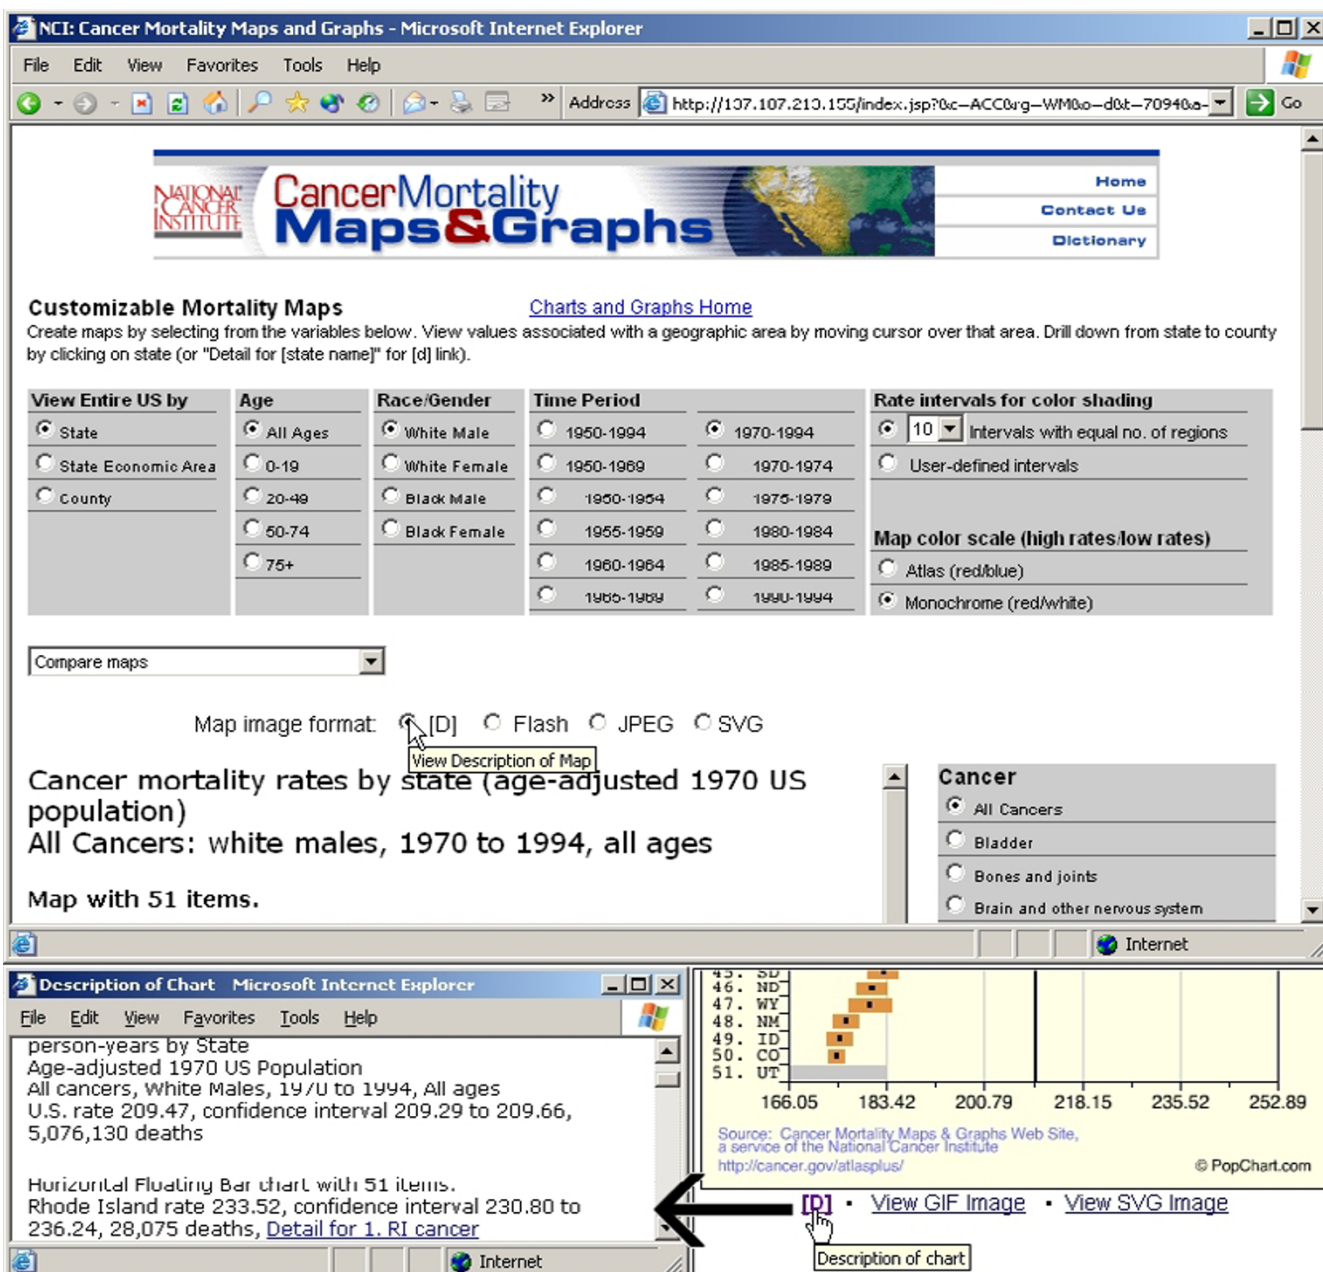 NCI: Cancer Mortality Maps and Graphs - Microsoft Internet Explorer
File Edit View Favorites Tools Help
» Address http://137.107.213.155/index.jsp?&c=ACC&rg=WM&o=d&t=7094&a- Go
NATIONAL CANCER INSTITUTE
CancerMortality
Maps&Graphs
Home
Contact Us
Dictionary
Customizable Mortality Maps Charts and Graphs Home
Create maps by selecting from the variables below. View values associated with a geographic area by moving cursor over that area. Drill down from state to county
by clicking on state (or "Detail for [state name]" for [d] link).
View Entire US by Age Race/Gender Time Period Rate intervals for color shading
State All Ages White Male 1950-1994 1970-1994 10 Intervals with equal no. of regions
State Economic Area 0-19 White Female 1950-1969 1970-1974 User-defined intervals
County 20-49 Black Male 1950-1954 1975-1979
50-74 Black Female 1955-1959 1980-1984 Map color scale (high rates/low rates)
75+ 1960-1964 1985-1989 Atlas (red/blue)
1965-1969 1990-1994 Monochrome (red/white)
Compare maps
Map image format: [D] Flash JPEG SVG
View Description of Map
Cancer mortality rates by state (age-adjusted 1970 US
population)
All Cancers: white males, 1970 to 1994, all ages
Map with 51 items.
Cancer
All Cancers
Bladder
Bones and joints
Brain and other nervous system
Internet
Description of Chart Microsoft Internet Explorer
File Edit View Favorites Tools Help
person-years by State
Age-adjusted 1970 US Population
All cancers, White Males, 1970 to 1994, All ages
U.S. rate 209.47, confidence interval 209.29 to 209.66,
5,076,130 deaths
Horizontal Floating Bar chart with 51 items.
Rhode Island rate 233.52, confidence interval 230.80 to
236.24, 28,075 deaths, Detail for 1. RI cancer
Internet
45. SD
46. ND
47. WY
48. NM
49. ID
50. CO
51. UT
166.05 183.42 200.79 218.15 235.52 252.89
Source: Cancer Mortality Maps & Graphs Web Site,
a service of the National Cancer Institute
http://cancer.gov/atlasplus/ © PopChart.com
[D] • View GIF Image • View SVG Image
Description of chart